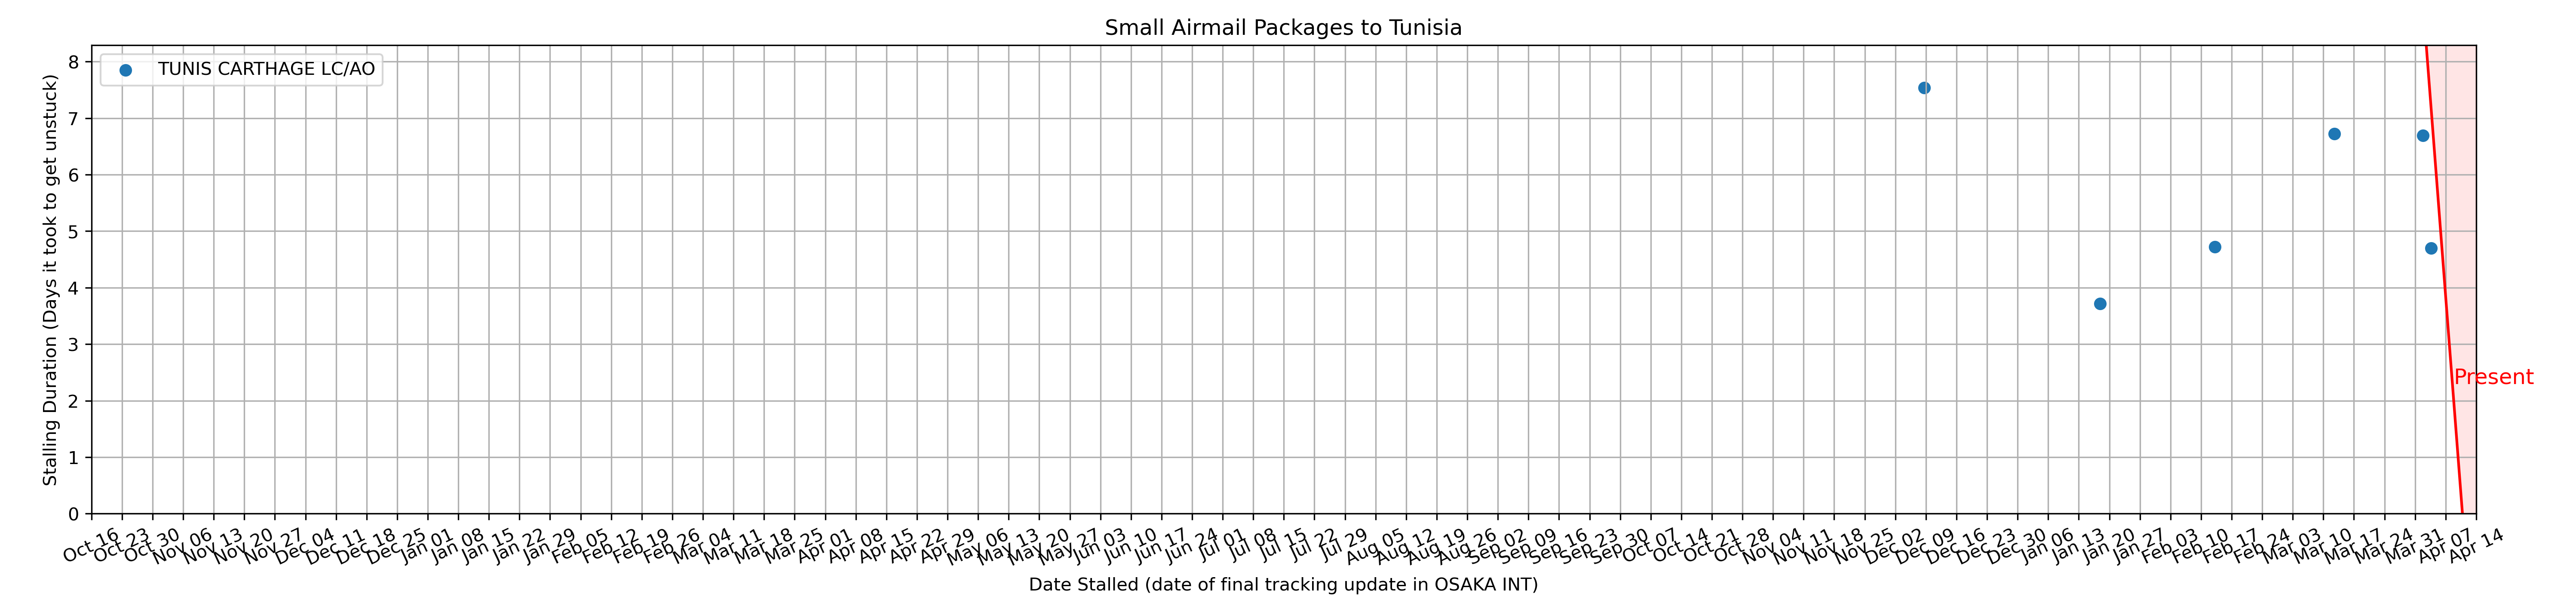 Small Airmail Packages to Tunisia
TUNIS CARTHAGE LC/AO
Stalling Duration (Days it took to get unstuck)
8
7
6
5
4
3
2
1
0
Present
Oct 16 Oct 23 Oct 30 Nov 06 Nov 13 Nov 20 Nov 27 Dec 04 Dec 11 Dec 18 Dec 25 Jan 01 Jan 08 Jan 15 Jan 22 Jan 29 Feb 05 Feb 12 Feb 19 Feb 26 Mar 04 Mar 11 Mar 18 Mar 25 Apr 01 Apr 08 Apr 15 Apr 22 Apr 29 May 06 May 13 May 20 May 27 Jun 03 Jun 10 Jun 17 Jun 24 Jul 01 Jul 08 Jul 15 Jul 22 Jul 29 Aug 05 Aug 12 Aug 19 Aug 26 Sep 02 Sep 09 Sep 16 Sep 23 Sep 30 Oct 07 Oct 14 Oct 21 Oct 28 Nov 04 Nov 11 Nov 18 Nov 25 Dec 02 Dec 09 Dec 16 Dec 23 Dec 30 Jan 06 Jan 13 Jan 20 Jan 27 Feb 03 Feb 10 Feb 17 Feb 24 Mar 03 Mar 10 Mar 17 Mar 24 Mar 31 Apr 07 Apr 14
Date Stalled (date of final tracking update in OSAKA INT)